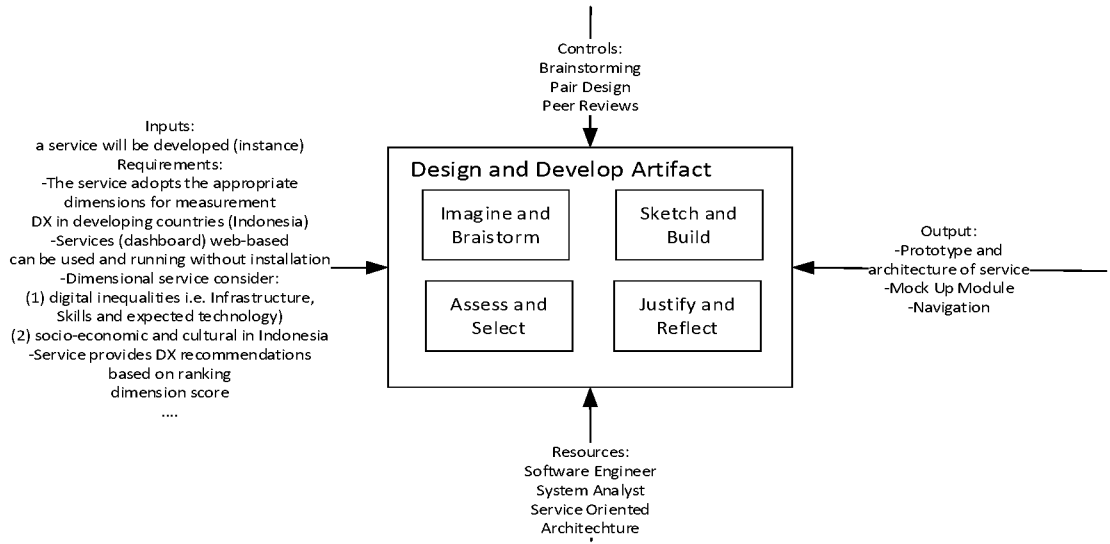 Controls:
Brainstorming
Pair Design
Peer Reviews
Inputs:
a service will be developed (instance)
Requirements:
-The service adopts the appropriate
dimensions for measurement
DX in developing countries (Indonesia)
-Services (dashboard) web-based
can be used and running without installation
-Dimensional service consider:
(1) digital inequalities i.e. Infrastructure,
Skills and expected technology)
(2) socio-economic and cultural in Indonesia
-Service provides DX recommendations
based on ranking
dimension score
....
Design and Develop Artifact
Imagine and
Braistorm
Sketch and
Build
Assess and
Select
Justify and
Reflect
Output:
-Prototype and
architecture of service
-Mock Up Module
-Navigation
Resources:
Software Engineer
System Analyst
Service Oriented
Architechture